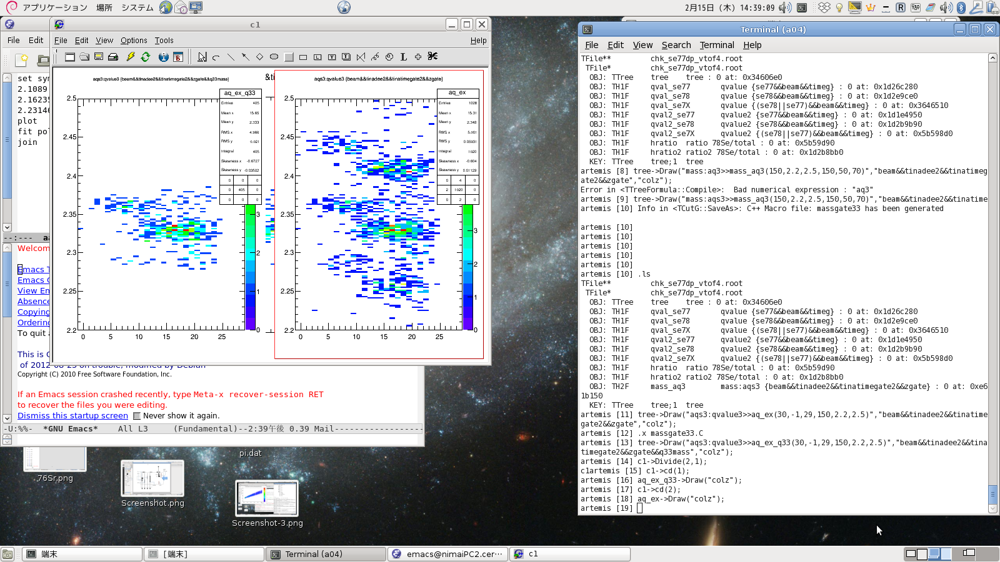 アプリケーション 場所 システム 2月15日 (木) 14:39:09
c1
File Edit View Options Tools Help
File Edit
set syn
2.1089
2.1623
2.2314
plot
fit pol
join
--:---
Welcom
Emacs T
Emacs G
View En
Absence
Copying
Ordering
To quit
This is G
of 2012-08-23 on trouble, modified by Debian
Copyright (C) 2010 Free Software Foundation, Inc.
If an Emacs session crashed recently, type Meta-x recover-session RET
to recover the files you were editing.
Dismiss this startup screen Never show it again.
-U:%%- *GNU Emacs* All L3 (Fundamental)--2:39午後 0.39 Mail------------------
aqs3:qvalue3 {beam&&tinadee2&&tinatimegate2&&zgate&&q33mass}
aq_ex_q33
Entries 405
Mean x 15.65
Mean y 2.333
RMS x 4.966
RMS y 0.021
Integral 405
Skewness x -0.6727
Skewness y -0.03502
0 0 0
0 405 0
0 0 0
2.5
2.45
2.4
2.35
2.3
2.25
2.2
0 5 10 15 20 25
3
2
1
0
&ti
aqs3:qvalue3 {beam&&tinadee2&&tinatimegate2&&zgate}
aq_ex
Entries 1028
Mean x 15.31
Mean y 2.348
RMS x 5.001
RMS y 0.05931
Integral 1020
Skewness x -0.604
Skewness y 0.01129
0 4 0
2 1020 0
0 2 0
2.5
2.45
2.4
2.35
2.3
2.25
2.2
0 5 10 15 20 25
3
2
1
0
Terminal (a04)
File Edit View Search Terminal Help
TFile** chk_se77dp_vtof4.root
TFile* chk_se77dp_vtof4.root
OBJ: TTree tree tree : 0 at: 0x34606e0
OBJ: TH1F qval_se77 qvalue {se77&&beam&&timeg} : 0 at: 0x1d26c280
OBJ: TH1F qval_se78 qvalue {se78&&beam&&timeg} : 0 at: 0x1d2e9ce0
OBJ: TH1F qval_se7X qvalue {(se78||se77)&&beam&&timeg} : 0 at: 0x3646510
OBJ: TH1F qval2_se77 qvalue2 {se77&&beam&&timeg} : 0 at: 0x1d1e4950
OBJ: TH1F qval2_se78 qvalue2 {se78&&beam&&timeg} : 0 at: 0x1d2b9b90
OBJ: TH1F qval2_se7X qvalue2 {(se78||se77)&&beam&&timeg} : 0 at: 0x5b598d0
OBJ: TH1F hratio ratio 78Se/total : 0 at: 0x5b59d90
OBJ: TH1F hratio2 ratio2 78Se/total : 0 at: 0x1d2b8bb0
KEY: TTree tree;1 tree
artemis [8] tree->Draw("mass:aq3>>mass_aq3(150,2.2,2.5,150,50,70)","beam&&tinadee2&&tinatimeg
ate2&&zgate","colz");
Error in <TTreeFormula::Compile>: Bad numerical expression : "aq3"
artemis [9] tree->Draw("mass:aqs3>>mass_aq3(150,2.2,2.5,150,50,70)","beam&&tinadee2&&tinatime
artemis [10] Info in <TCutG::SaveAs>: C++ Macro file: massgate33 has been generated
artemis [10]
artemis [10]
artemis [10]
artemis [10]
artemis [10]
artemis [10] .ls
TFile** chk_se77dp_vtof4.root
TFile* chk_se77dp_vtof4.root
OBJ: TTree tree tree : 0 at: 0x34606e0
OBJ: TH1F qval_se77 qvalue {se77&&beam&&timeg} : 0 at: 0x1d26c280
OBJ: TH1F qval_se78 qvalue {se78&&beam&&timeg} : 0 at: 0x1d2e9ce0
OBJ: TH1F qval_se7X qvalue {(se78||se77)&&beam&&timeg} : 0 at: 0x3646510
OBJ: TH1F qval2_se77 qvalue2 {se77&&beam&&timeg} : 0 at: 0x1d1e4950
OBJ: TH1F qval2_se78 qvalue2 {se78&&beam&&timeg} : 0 at: 0x1d2b9b90
OBJ: TH1F qval2_se7X qvalue2 {(se78||se77)&&beam&&timeg} : 0 at: 0x5b598d0
OBJ: TH1F hratio ratio 78Se/total : 0 at: 0x5b59d90
OBJ: TH1F hratio2 ratio2 78Se/total : 0 at: 0x1d2b8bb0
OBJ: TH2F mass_aq3 mass:aqs3 {beam&&tinadee2&&tinatimegate2&&zgate} : 0 at: 0xe6
1b150
KEY: TTree tree;1 tree
artemis [11] tree->Draw("aqs3:qvalue3>>aq_ex(30,-1,29,150,2.2,2.5)","beam&&tinadee2&&tinatime
gate2&&zgate","colz");
artemis [12] .x massgate33.C
artemis [13] tree->Draw("aqs3:qvalue3>>aq_ex_q33(30,-1,29,150,2.2,2.5)","beam&&tinadee2&&tina
timegate2&&zgate&&q33mass","colz");
artemis [14] c1->Divide(2,1);
c1artemis [15] c1->cd(1);
artemis [16] aq_ex_q33->Draw("colz");
artemis [17] c1->cd(2);
artemis [18] aq_ex->Draw("colz");
artemis [19]
76Sr.png
Screenshot.png
pi.dat
Screenshot-3.png
端末 [端末] Terminal (a04) emacs@nimaiPC2.cer··· c1